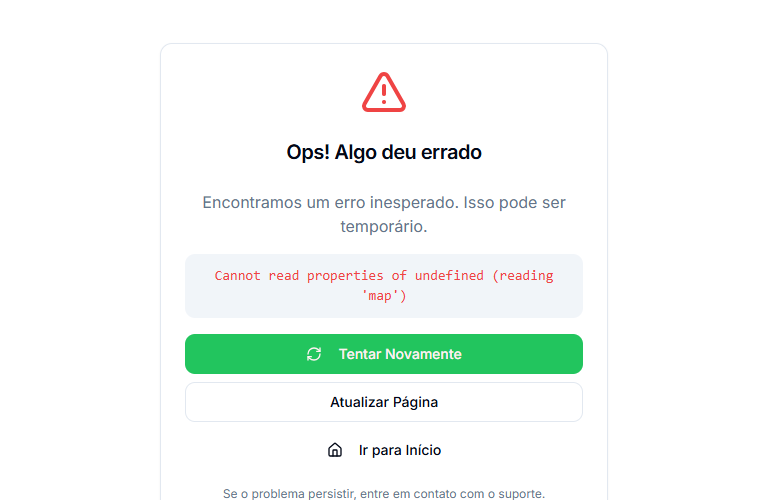 Ops! Algo deu errado
Encontramos um erro inesperado. Isso pode ser
temporário.
Cannot read properties of undefined (reading
'map')
Tentar Novamente
Atualizar Página
Ir para Início
Se o problema persistir, entre em contato com o suporte.